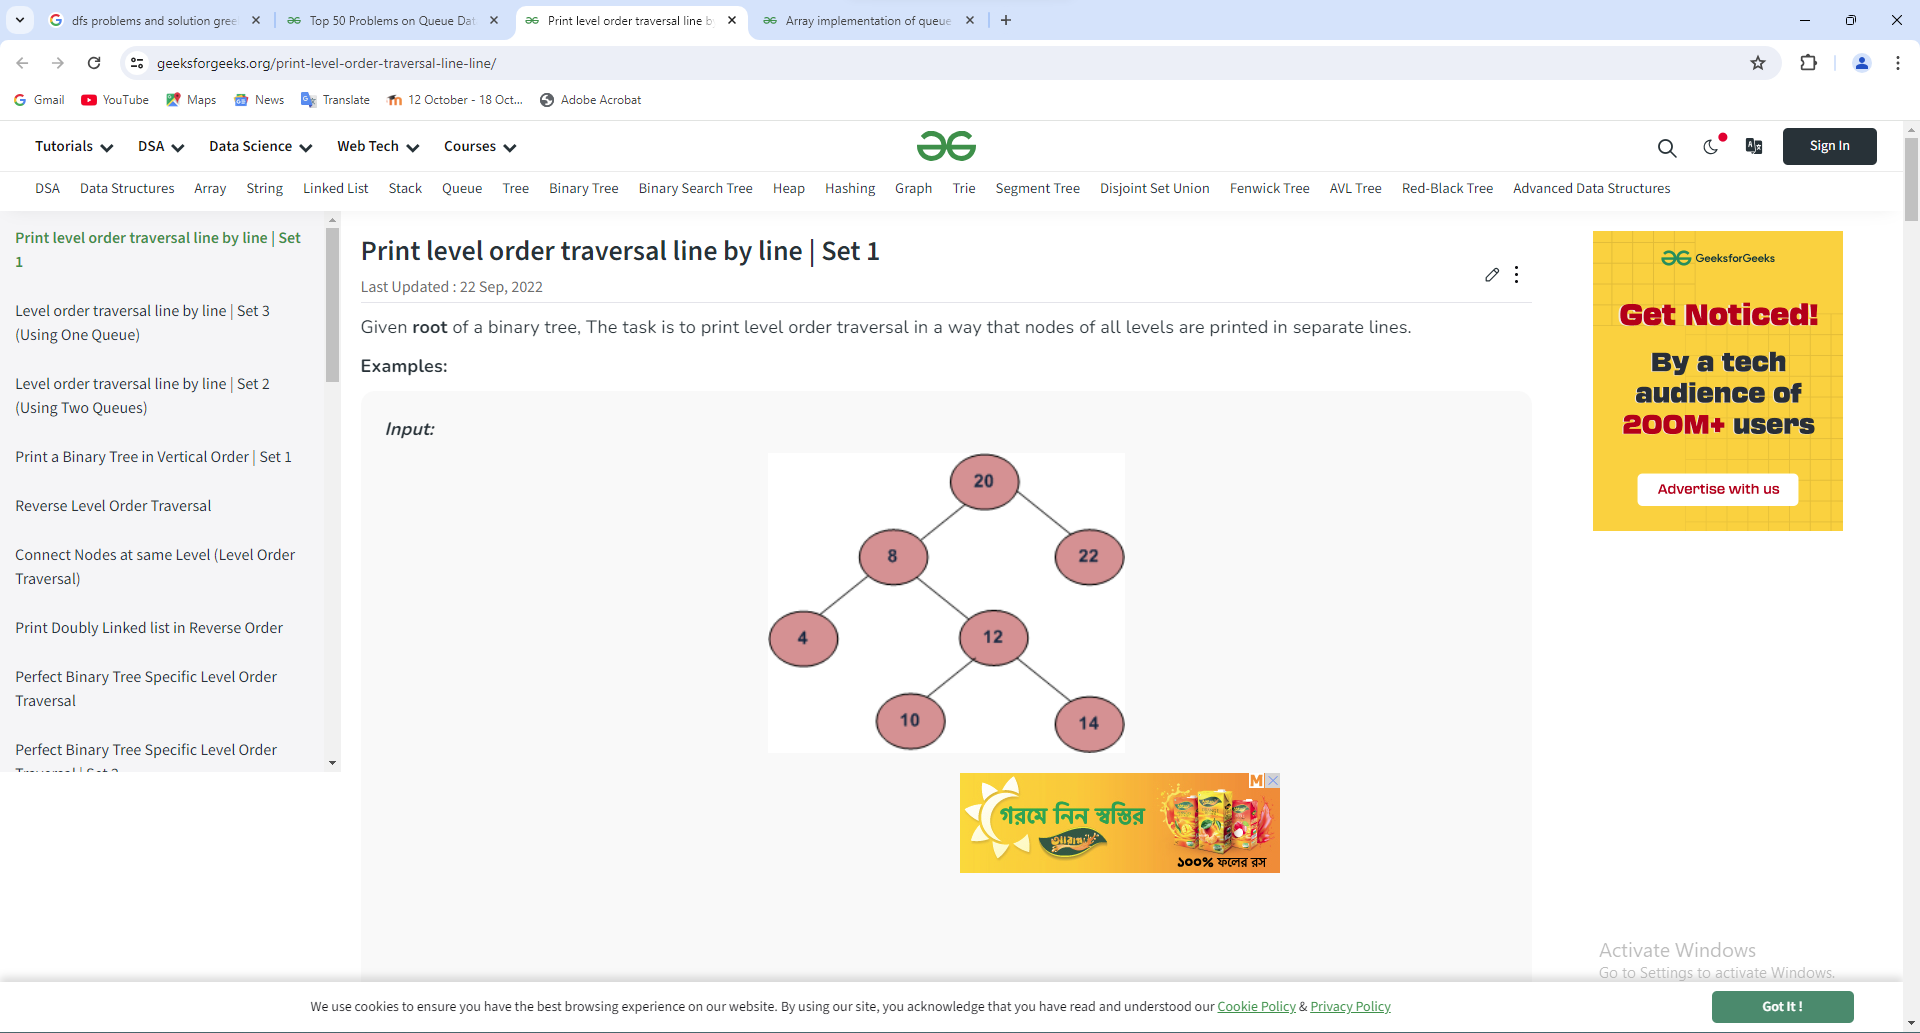 dfs problems and solution gree
Top 50 Problems on Queue Dat
Print level order traversal line b
Array implementation of queue
geeksforgeeks.org/print-level-order-traversal-line-line/
Gmail
YouTube
Maps
News
Translate
12 October - 18 Oct...
Adobe Acrobat
Tutorials
DSA
Data Science
Web Tech
Courses
Sign In
DSA
Data Structures
Array
String
Linked List
Stack
Queue
Tree
Binary Tree
Binary Search Tree
Heap
Hashing
Graph
Trie
Segment Tree
Disjoint Set Union
Fenwick Tree
AVL Tree
Red-Black Tree
Advanced Data Structures
Print level order traversal line by line | Set
1
Level order traversal line by line | Set 3
(Using One Queue)
Level order traversal line by line | Set 2
(Using Two Queues)
Print a Binary Tree in Vertical Order | Set 1
Reverse Level Order Traversal
Connect Nodes at same Level (Level Order
Traversal)
Print Doubly Linked list in Reverse Order
Perfect Binary Tree Specific Level Order
Traversal
Perfect Binary Tree Specific Level Order
Traversal | Set 2
Print level order traversal line by line | Set 1
Last Updated : 22 Sep, 2022
Given root of a binary tree, The task is to print level order traversal in a way that nodes of all levels are printed in separate lines.
Examples:
Input:
20
8
22
4
12
10
14
গরমে নিন স্বস্তির
১০০% ফলের রস
GeeksforGeeks
Get Noticed!
By a tech
audience of
200M+ users
Advertise with us
Activate Windows
Go to Settings to activate Windows.
We use cookies to ensure you have the best browsing experience on our website. By using our site, you acknowledge that you have read and understood our Cookie Policy & Privacy Policy
Got It !